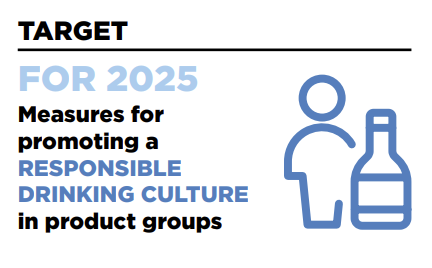 TARGET
FOR 2025
Measures for
promoting a
RESPONSIBLE
DRINKING CULTURE
in product groups